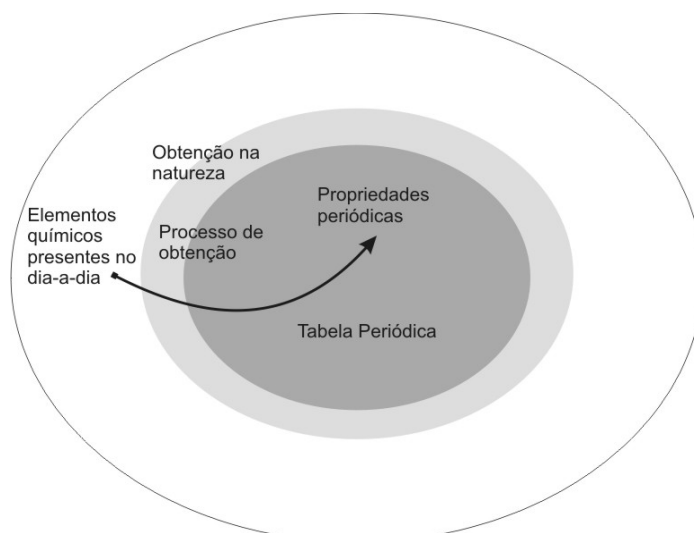 Obtenção na
natureza
Elementos
químicos
presentes no
dia-a-dia
Processo de
obtenção
Propriedades
periódicas
Tabela Periódica